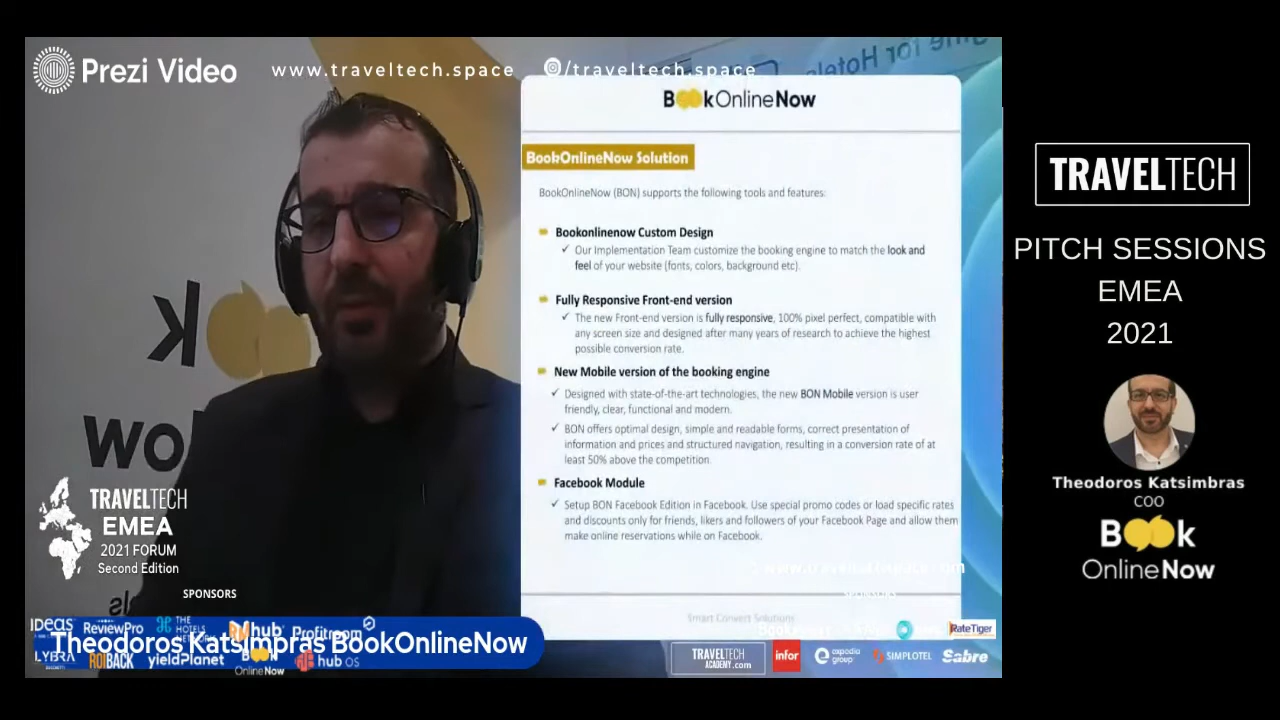 Prezi Video
www.traveltech.space
/traveltech.space
BookOnlineNow
BookOnlineNow Solution
BookOnlineNow (BON) supports the following tools and features:
Bookonlinenow Custom Design
✓ Our Implementation Team customize the booking engine to match the look and
feel of your website (fonts, colors, background etc).
Fully Responsive Front-end version
✓ The new Front-end version is fully responsive, 100% pixel perfect, compatible with
any screen size and designed after many years of research to achieve the highest
possible conversion rate.
New Mobile version of the booking engine
✓ Designed with state-of-the-art technologies, the new BON Mobile version is user
friendly, clear, functional and modern.
✓ BON offers optimal design, simple and readable forms, correct presentation of
information and prices and structured navigation, resulting in a conversion rate of at
least 50% above the competition.
Facebook Module
✓ Setup BON Facebook Edition in Facebook. Use special promo codes or load specific rates
and discounts only for friends, likers and followers of your Facebook Page and allow them
make online reservations while on Facebook.
Smart Convert Solutions
TRAVELTECH
EMEA
2021 FORUM
Second Edition
SPONSORS
IDEAS
ReviewPro
THE
HOTELS
hub
Profitroom
Theodoros Katsimbras BookOnlineNow
ROIBACK
yieldPlanet
OnlineNow
hub OS
SPONSORS
RateTiger
TRAVELTECH
ACADEMY.com
infor
expedia
group
SIMPLOTEL
Sabre
TRAVELTECH
PITCH SESSIONS
EMEA
2021
Theodoros Katsimbras
COO
Book
OnlineNow